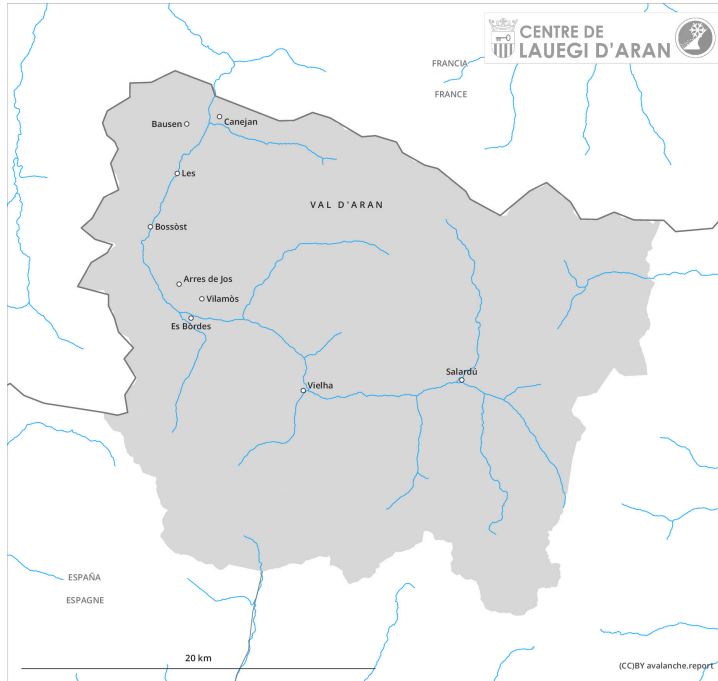 CENTRE DE
LAUEGI D'ARAN
FRANCIA
FRANCE
Bausen
Canejan
Les
VAL D'ARAN
Bossòst
Arres de Jos
Vilamòs
Es Bòrdes
Salardú
Vielha
ESPAÑA
ESPAGNE
20 km
(CC)BY avalanche.report